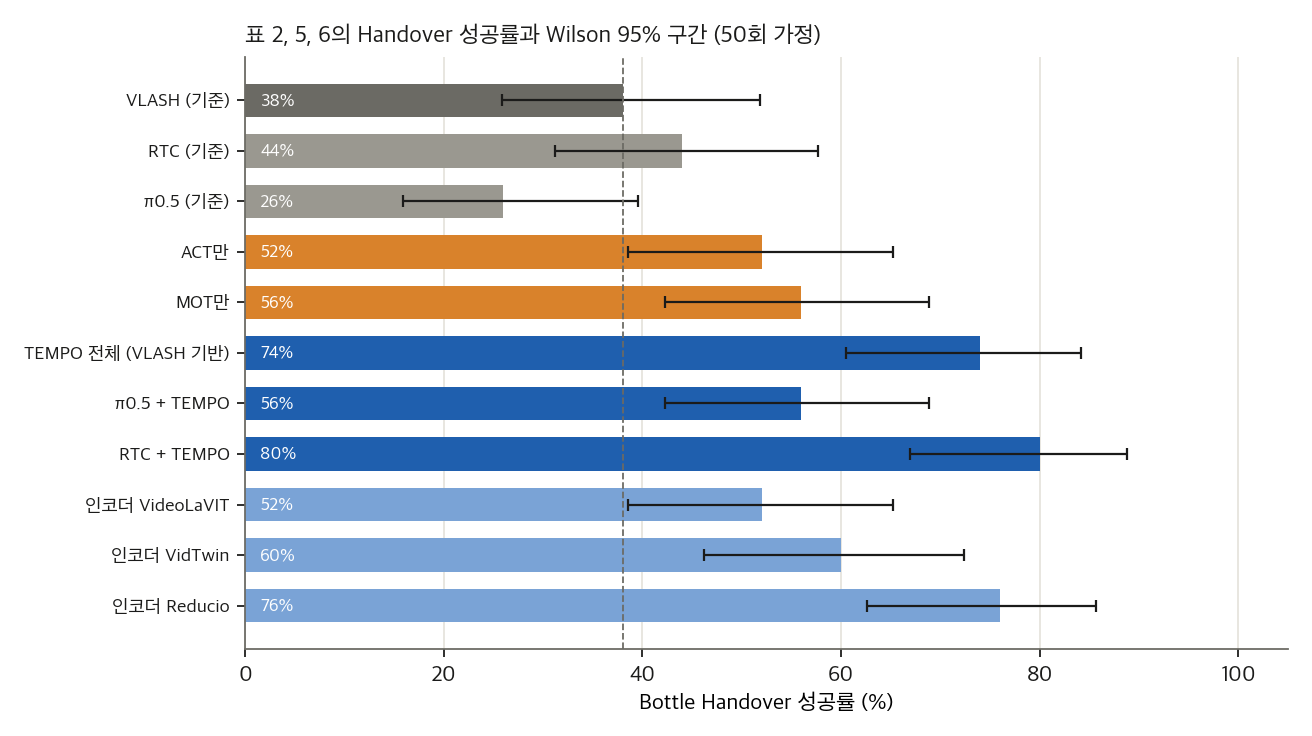 표 2, 5, 6의 Handover 성공률과 Wilson 95% 구간 (50회 가정)
VLASH (기준) 38%
RTC (기준) 44%
π0.5 (기준) 26%
ACT만 52%
MOT만 56%
TEMPO 전체 (VLASH 기반) 74%
π0.5 + TEMPO 56%
RTC + TEMPO 80%
인코더 VideoLaVIT 52%
인코더 VidTwin 60%
인코더 Reducio 76%
0 20 40 60 80 100
Bottle Handover 성공률 (%)